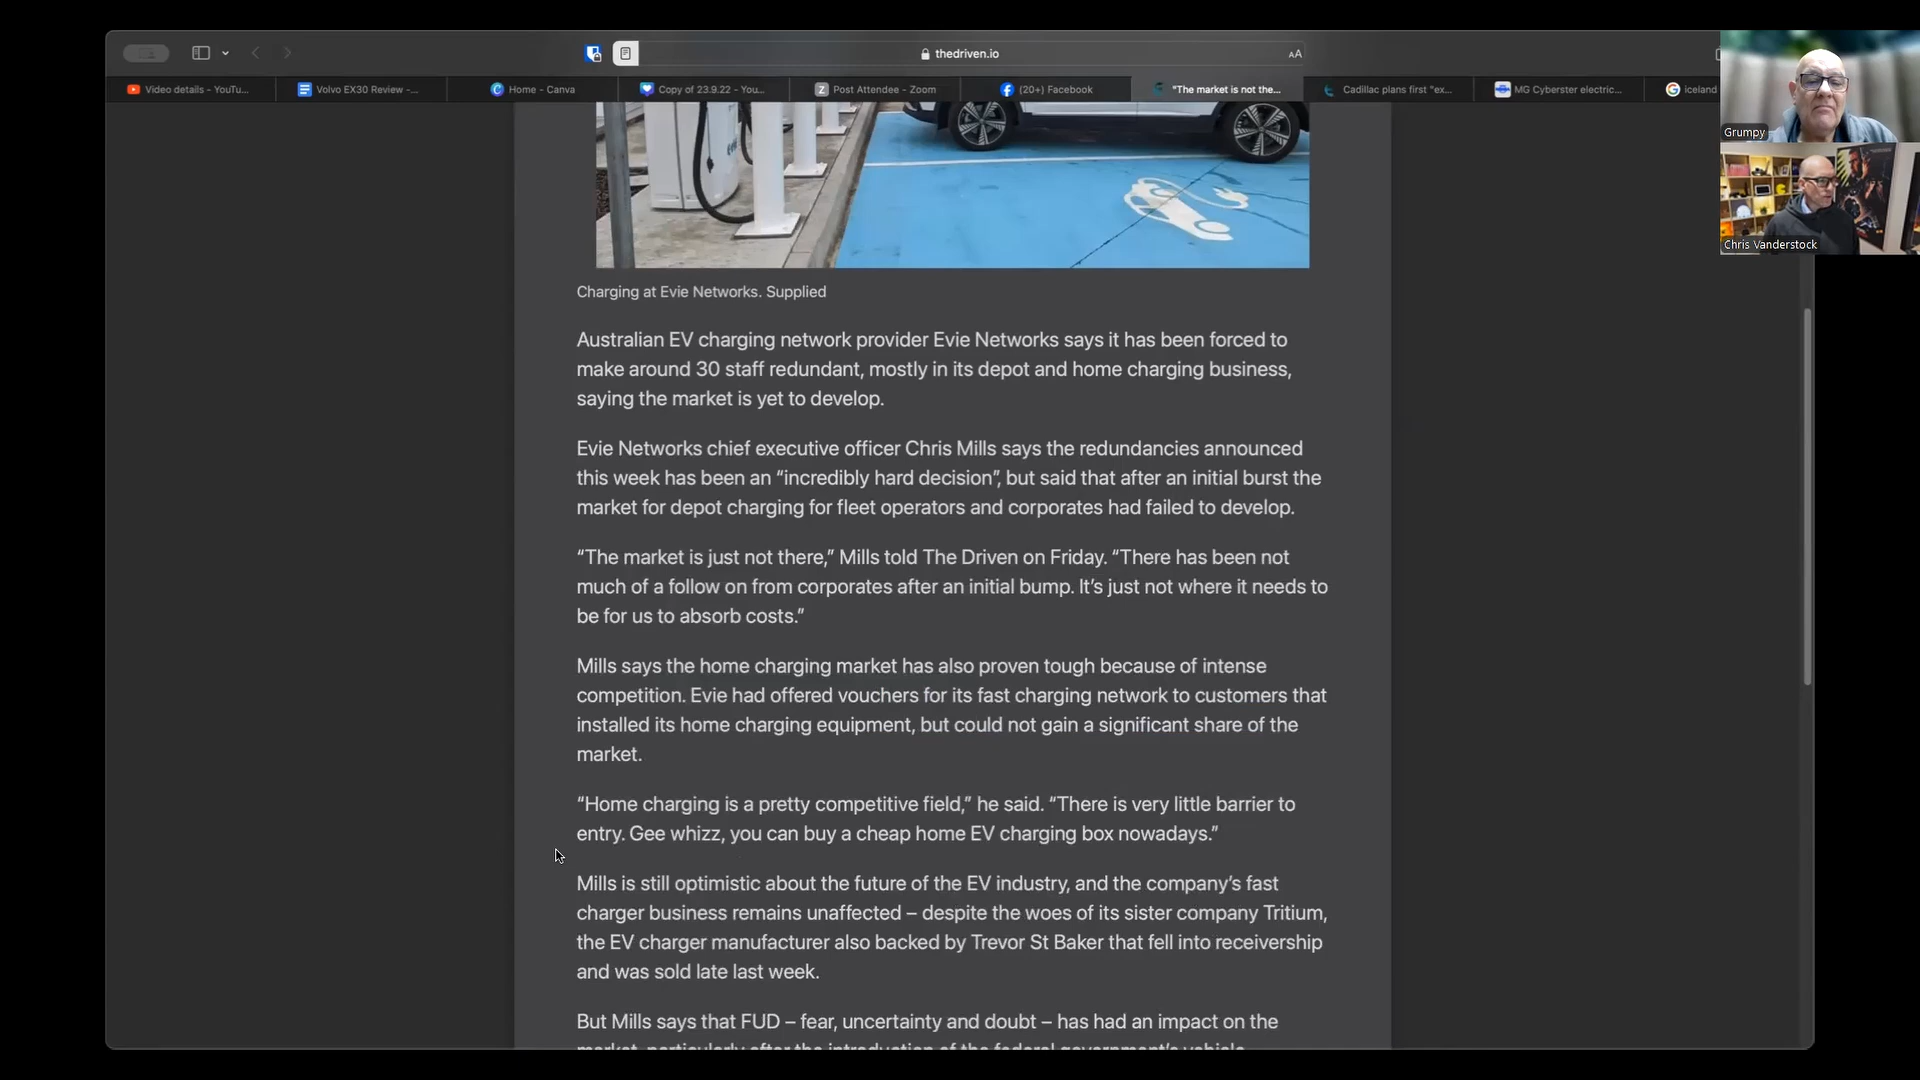 thedriven.io
AA
Video details - YouTu...
Volvo EX30 Review -...
Home - Canva
Copy of 23.9.22 - You...
Post Attendee - Zoom
(20+) Facebook
"The market is not the...
Cadillac plans first "ex...
MG Cyberster electric...
iceland
Grumpy
Chris Vanderstock
Charging at Evie Networks. Supplied
Australian EV charging network provider Evie Networks says it has been forced to
make around 30 staff redundant, mostly in its depot and home charging business,
saying the market is yet to develop.
Evie Networks chief executive officer Chris Mills says the redundancies announced
this week has been an “incredibly hard decision”, but said that after an initial burst the
market for depot charging for fleet operators and corporates had failed to develop.
“The market is just not there,” Mills told The Driven on Friday. “There has been not
much of a follow on from corporates after an initial bump. It’s just not where it needs to
be for us to absorb costs.”
Mills says the home charging market has also proven tough because of intense
competition. Evie had offered vouchers for its fast charging network to customers that
installed its home charging equipment, but could not gain a significant share of the
market.
“Home charging is a pretty competitive field,” he said. “There is very little barrier to
entry. Gee whizz, you can buy a cheap home EV charging box nowadays.”
Mills is still optimistic about the future of the EV industry, and the company’s fast
charger business remains unaffected – despite the woes of its sister company Tritium,
the EV charger manufacturer also backed by Trevor St Baker that fell into receivership
and was sold late last week.
But Mills says that FUD – fear, uncertainty and doubt – has had an impact on the
market, particularly after the introduction of the federal government’s vehicle